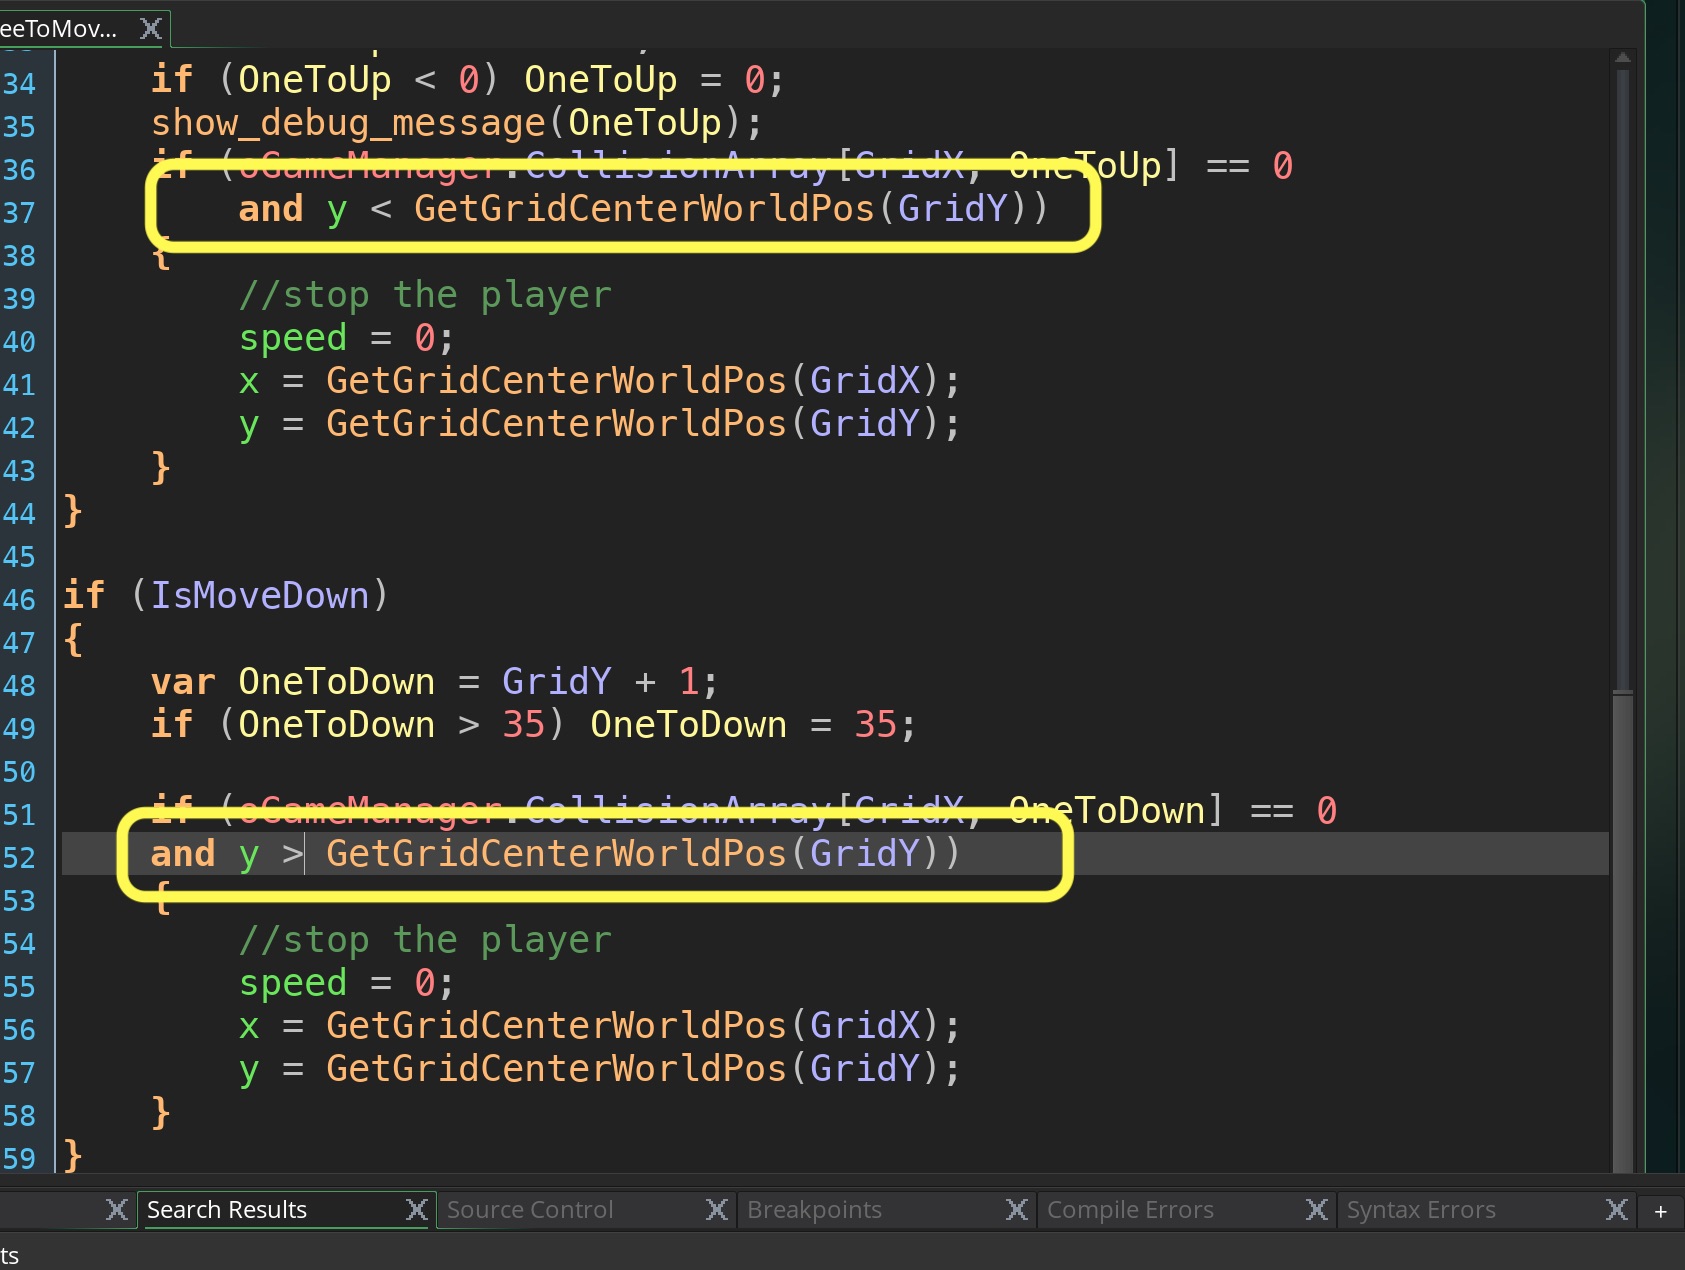 eeToMov...
34 if (OneToUp < 0) OneToUp = 0;
35 show_debug_message(OneToUp);
36 if (oGameManager.CollisionArray[GridX, OneToUp] == 0
37 and y < GetGridCenterWorldPos(GridY))
38 {
39 //stop the player
40 speed = 0;
41 x = GetGridCenterWorldPos(GridX);
42 y = GetGridCenterWorldPos(GridY);
43 }
44 }
45
46 if (IsMoveDown)
47 {
48 var OneToDown = GridY + 1;
49 if (OneToDown > 35) OneToDown = 35;
50
51 if (oGameManager.CollisionArray[GridX, OneToDown] == 0
52 and y > GetGridCenterWorldPos(GridY))
53 {
54 //stop the player
55 speed = 0;
56 x = GetGridCenterWorldPos(GridX);
57 y = GetGridCenterWorldPos(GridY);
58 }
59 }
Search Results Source Control Breakpoints Compile Errors Syntax Errors +
ts